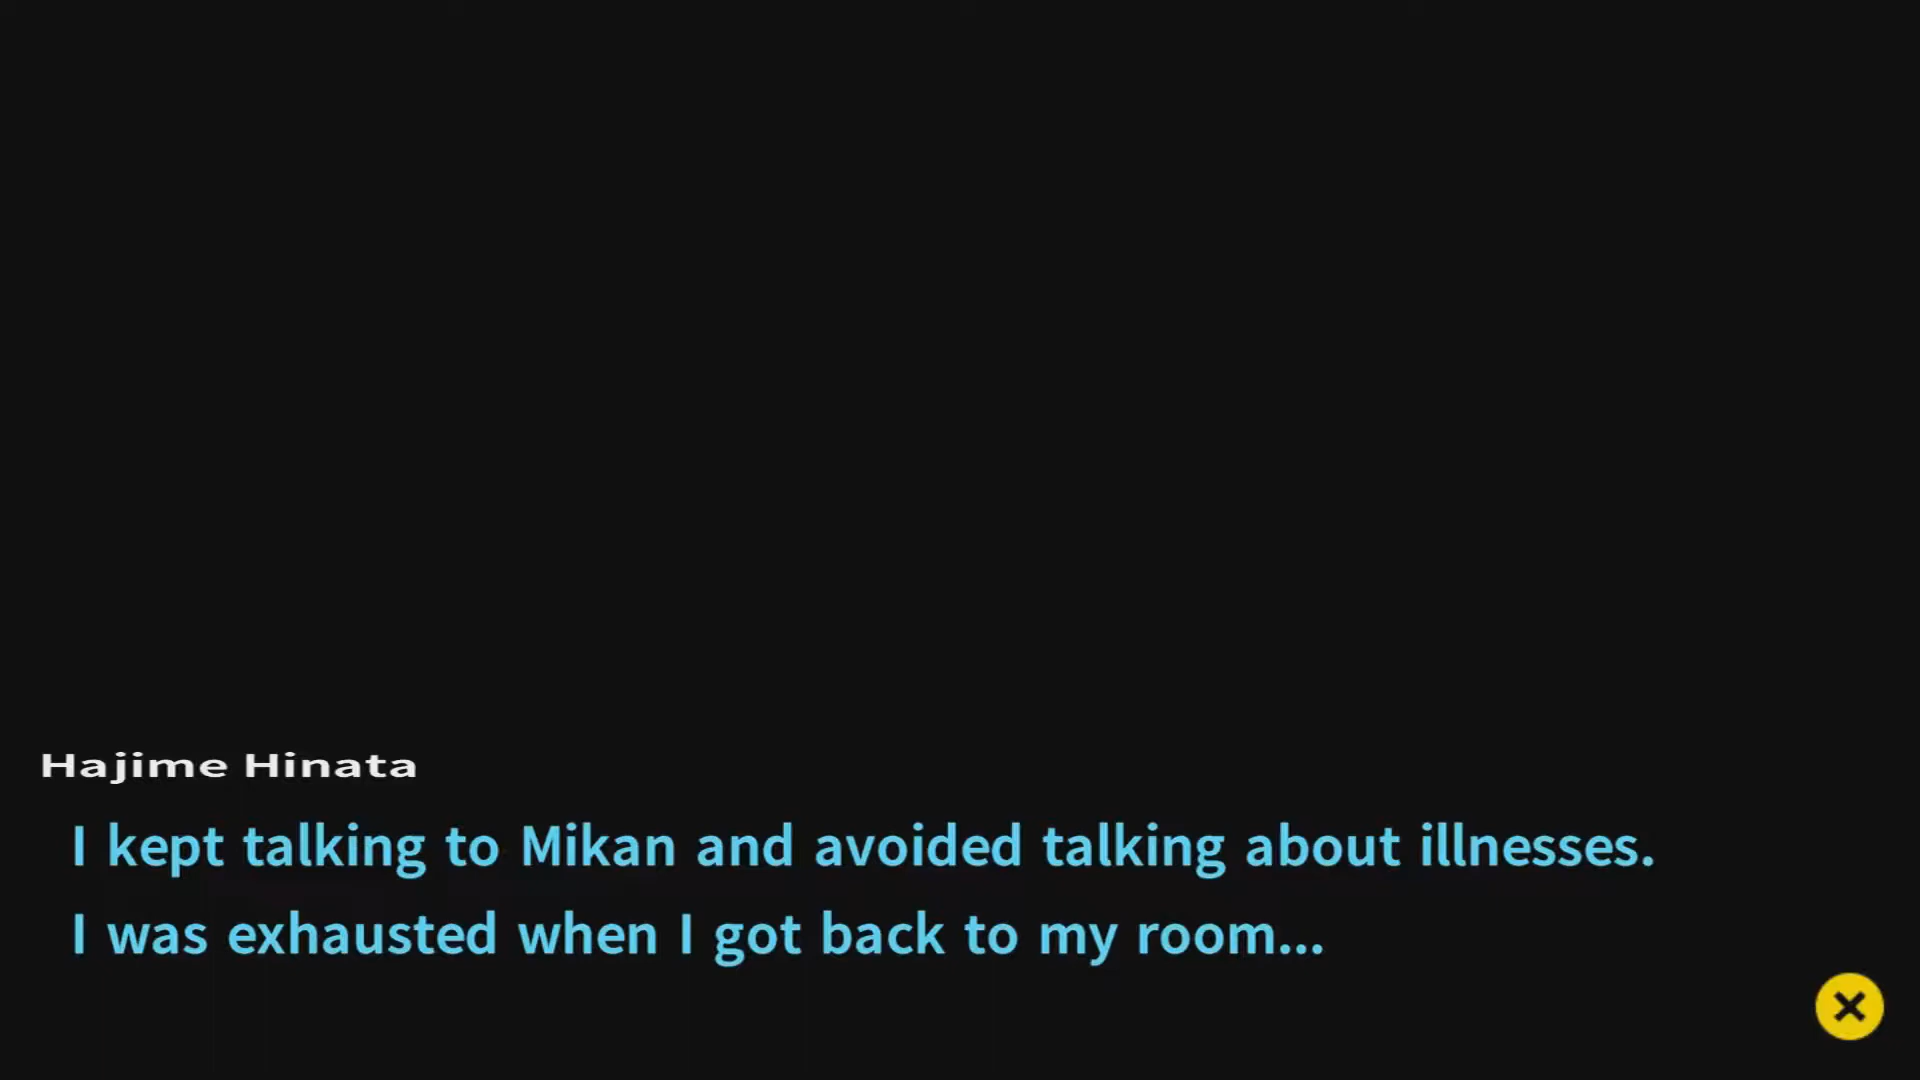 Hajime Hinata
I kept talking to Mikan and avoided talking about illnesses.
I was exhausted when I got back to my room...